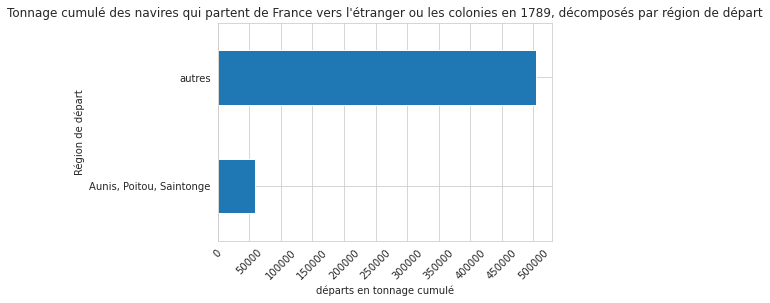 Tonnage cumulé des navires qui partent de France vers l'étranger ou les colonies en 1789, décomposés par région de départ
autres
Région de départ
Aunis, Poitou, Saintonge
0
50000
100000
150000
200000
250000
300000
350000
400000
450000
500000
départs en tonnage cumulé